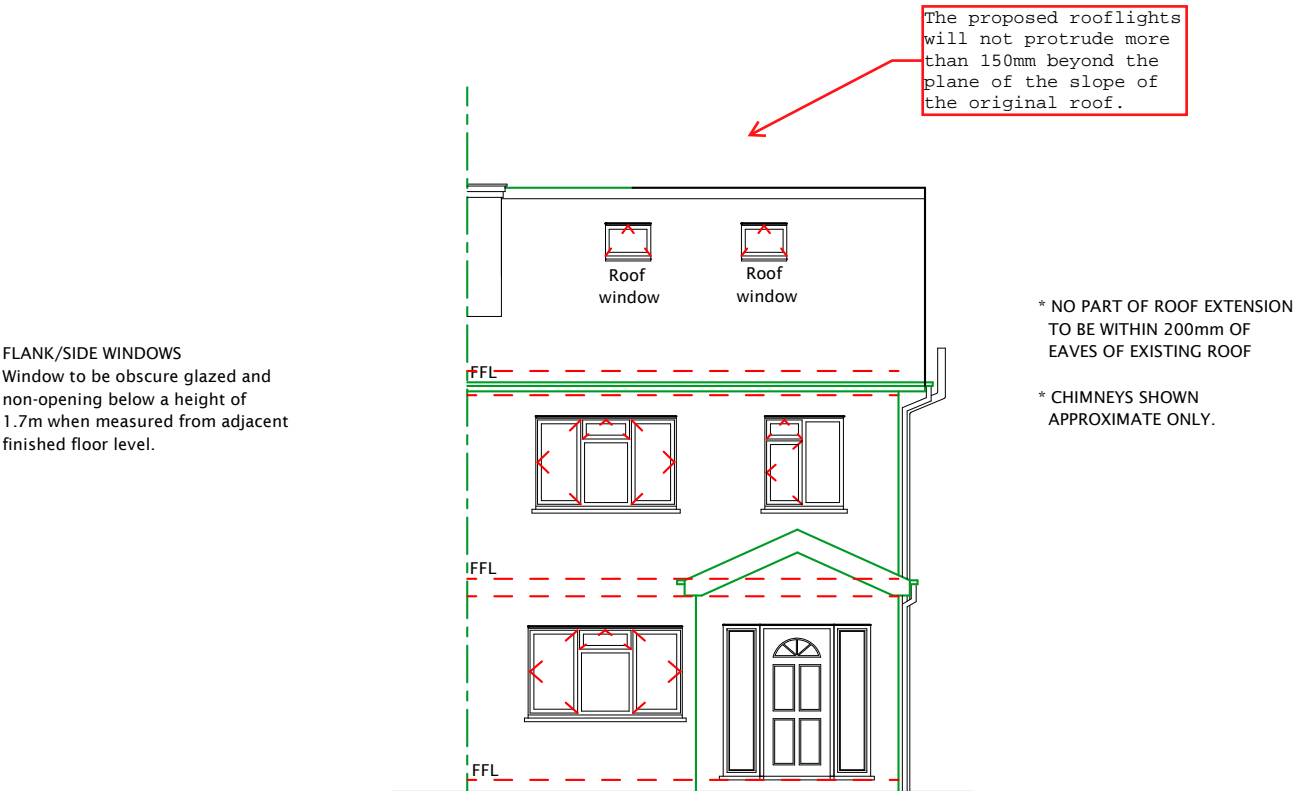 The proposed rooflights
will not protrude more
than 150mm beyond the
plane of the slope of
the original roof.
Roof
window
Roof
window
* NO PART OF ROOF EXTENSION
TO BE WITHIN 200mm OF
EAVES OF EXISTING ROOF
* CHIMNEYS SHOWN
APPROXIMATE ONLY.
FLANK/SIDE WINDOWS
Window to be obscure glazed and
non-opening below a height of
1.7m when measured from adjacent
finished floor level.
FFL
FFL
FFL